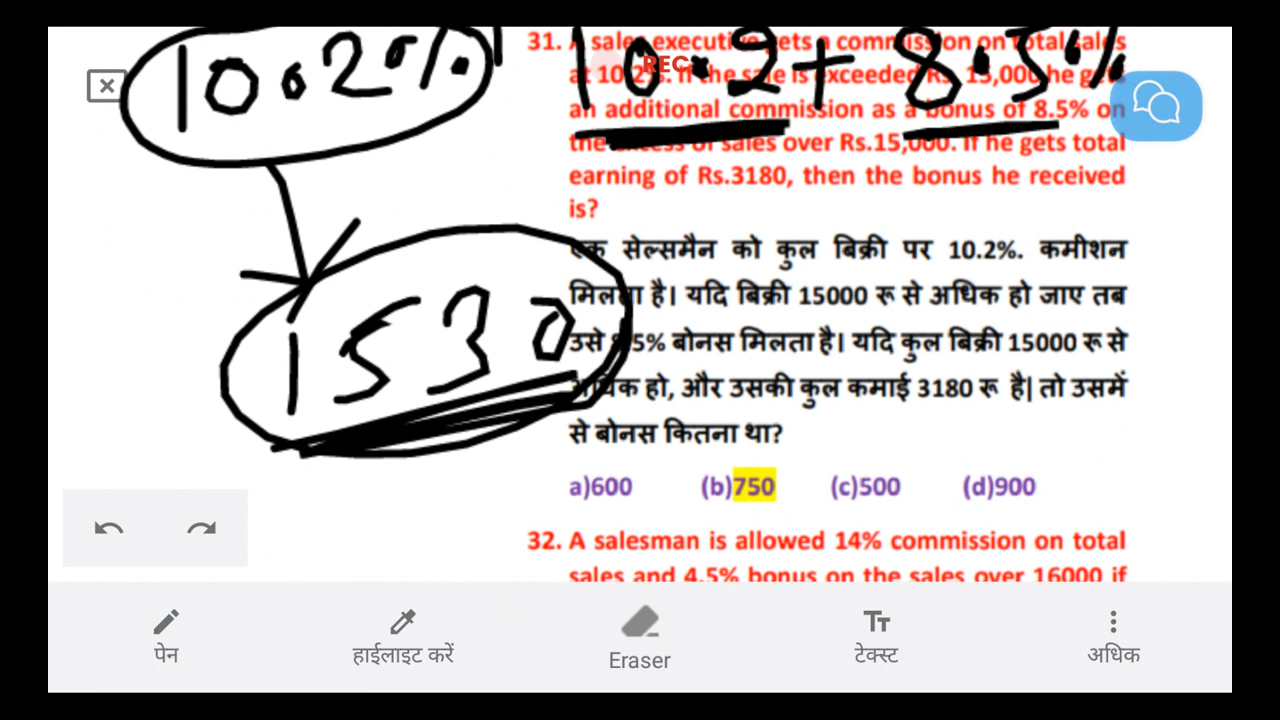 10.2%
10.2+8.5%
REC
31. A sales executive gets a commission on total sales
at 10.2%. If the sale is exceeded Rs. 15,000 he gets
an additional commission as a bonus of 8.5% on
the excess of sales over Rs.15,000. If he gets total
earning of Rs.3180, then the bonus he received
is?
एक सेल्समैन को कुल बिक्री पर 10.2%. कमीशन
मिलता है। यदि बिक्री 15000 रू से अधिक हो जाए तब
उसे 8.5% बोनस मिलता है। यदि कुल बिक्री 15000 रू से
अधिक हो, और उसकी कुल कमाई 3180 रू है| तो उसमें
से बोनस कितना था?
1530
a)600 (b)750 (c)500 (d)900
32. A salesman is allowed 14% commission on total
sales and 4.5% bonus on the sales over 16000 if
पेन
हाईलाइट करें
Eraser
टेक्स्ट
अधिक